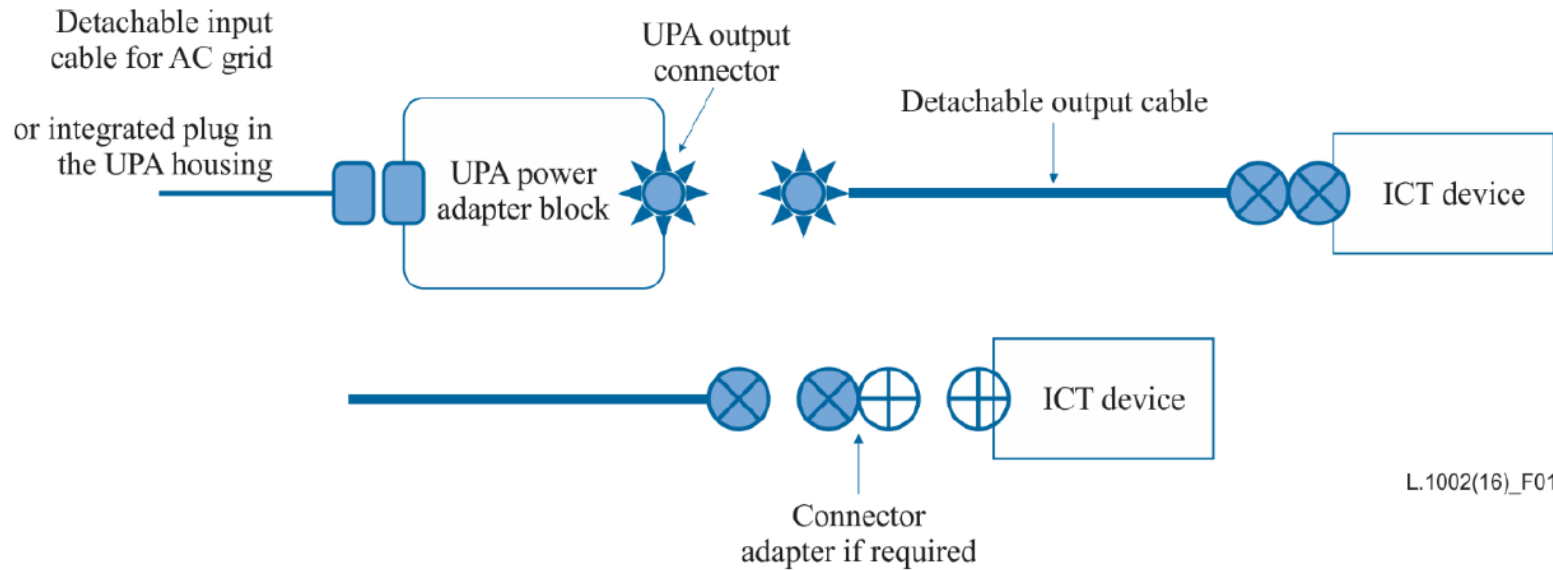 Detachable input
cable for AC grid
or integrated plug in
the UPA housing
UPA power
adapter block
UPA output
connector
Detachable output cable
ICT device
ICT device
Connector
adapter if required
L.1002(16)_F01